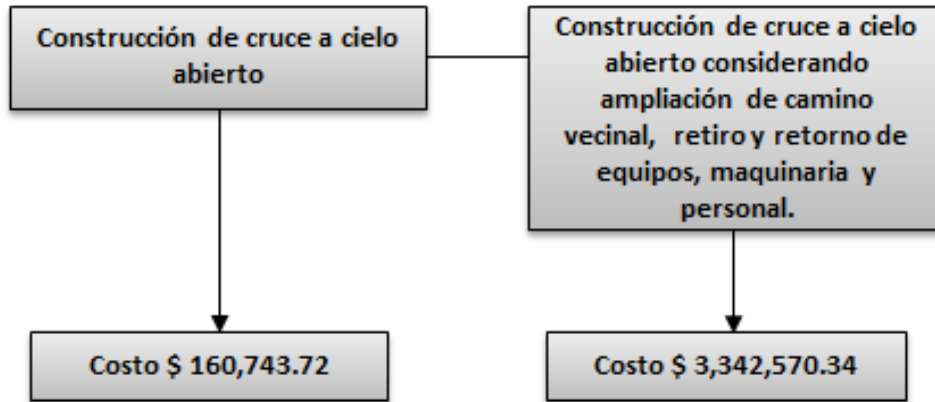 Construcción de cruce a cielo
abierto
Construcción de cruce a cielo
abierto considerando
ampliación de camino
vecinal, retiro y retorno de
equipos, maquinaria y
personal.
Costo $ 160,743.72
Costo $ 3,342,570.34